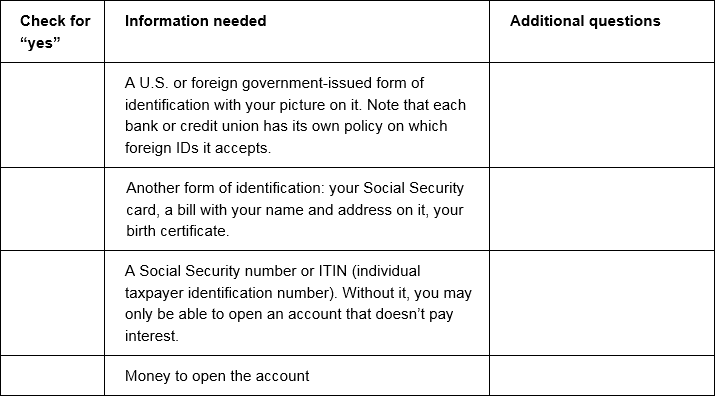 Check for
“yes”
Information needed
Additional questions
A U.S. or foreign government-issued form of
identification with your picture on it. Note that each
bank or credit union has its own policy on which
foreign IDs it accepts.
Another form of identification: your Social Security
card, a bill with your name and address on it, your
birth certificate.
A Social Security number or ITIN (individual
taxpayer identification number). Without it, you may
only be able to open an account that doesn’t pay
interest.
Money to open the account